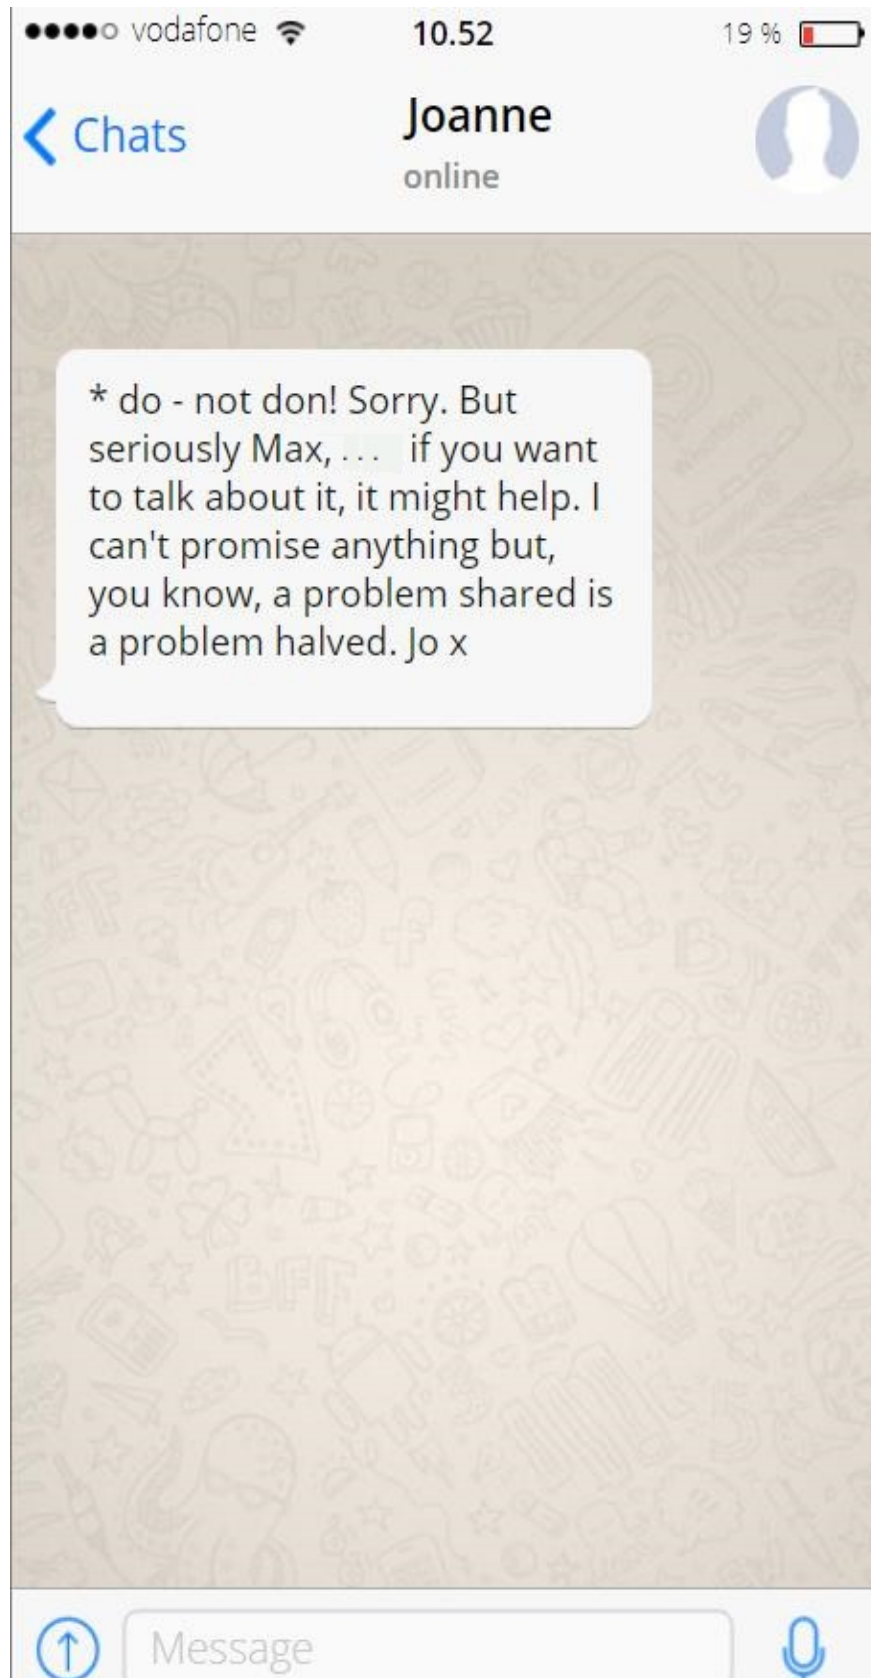 vodafone 10.52 19 %
Chats Joanne
online
* do - not don! Sorry. But
seriously Max, ... if you want
to talk about it, it might help. I
can't promise anything but,
you know, a problem shared is
a problem halved. Jo x
Message